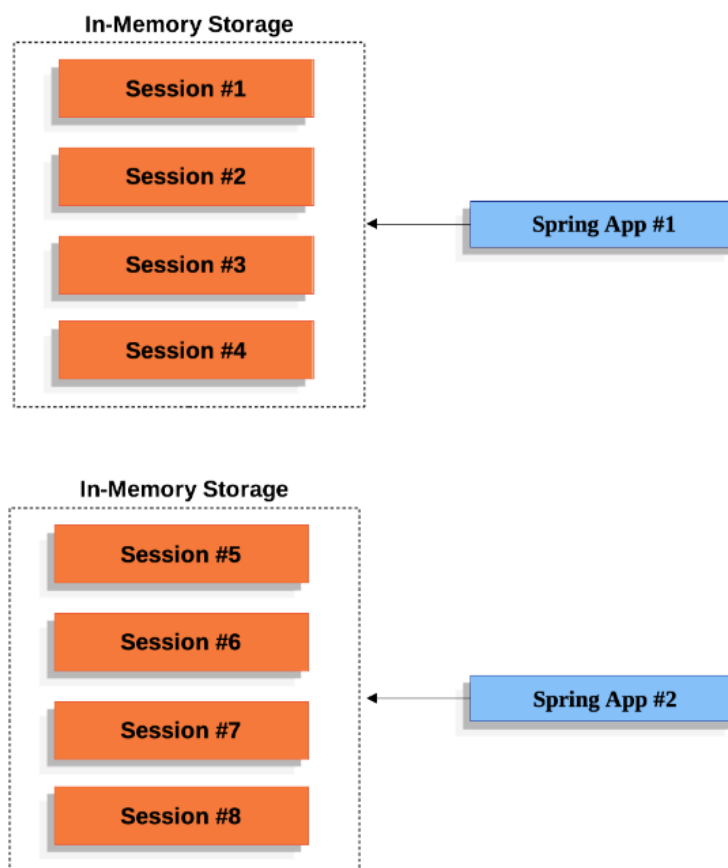 In-Memory Storage
Session #1
Session #2
Session #3
Session #4
Spring App #1
In-Memory Storage
Session #5
Session #6
Session #7
Session #8
Spring App #2